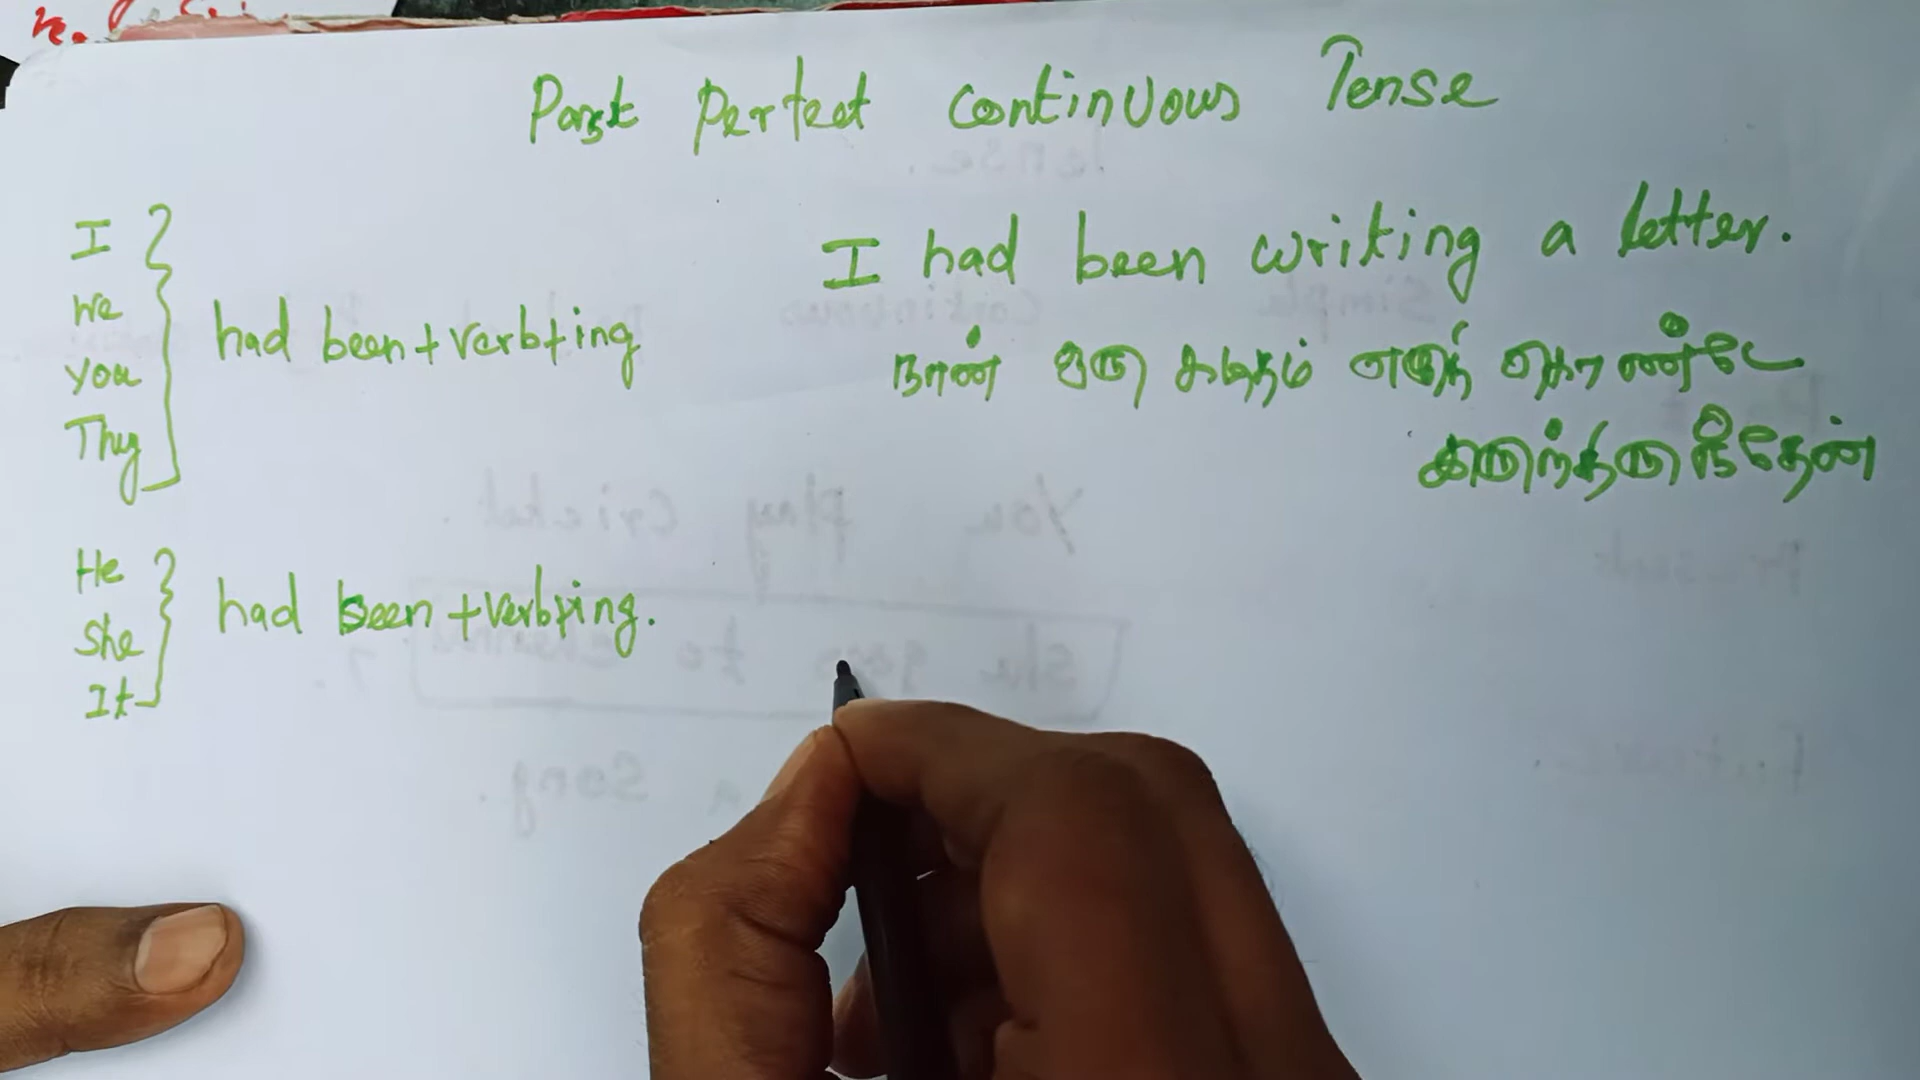 Past Perfect Continuous Tense
I
We
You
They
had been + verb + ing
I had been writing a letter.
நான் ஒரு கடிதம் எழுதி கொண்டே
இருந்திருந்தேன்
He
She
It
had been + verb + ing.